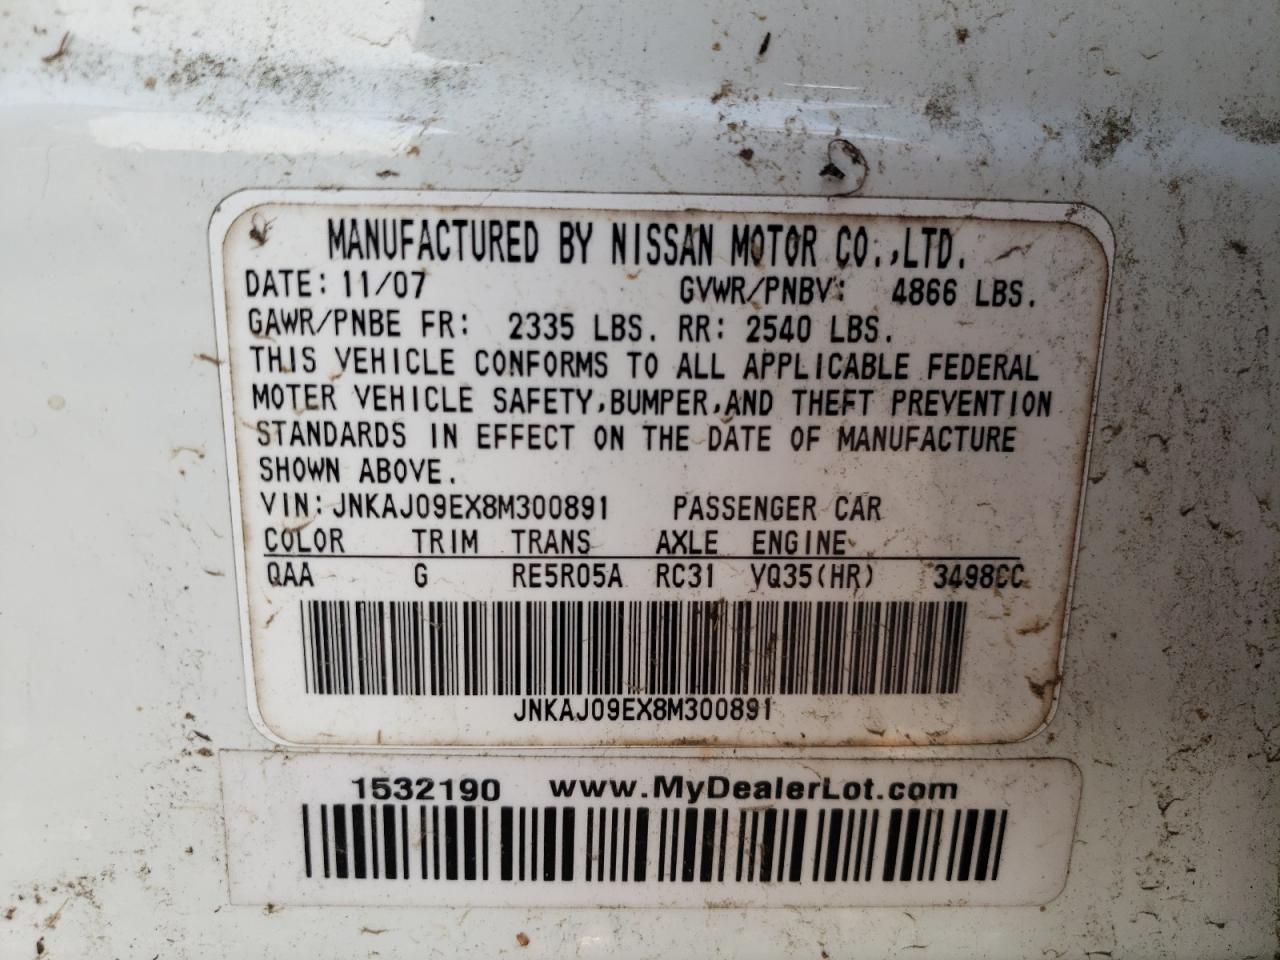 MANUFACTURED BY NISSAN MOTOR CO.,LTD.
DATE: 11/07 GVWR/PNBV: 4866 LBS.
GAWR/PNBE FR: 2335 LBS. RR: 2540 LBS.
THIS VEHICLE CONFORMS TO ALL APPLICABLE FEDERAL
MOTER VEHICLE SAFETY,BUMPER,AND THEFT PREVENTION
STANDARDS IN EFFECT ON THE DATE OF MANUFACTURE
SHOWN ABOVE.
VIN: JNKAJ09EX8M300891 PASSENGER CAR
COLOR TRIM TRANS AXLE ENGINE
QAA G RE5R05A RC31 VQ35(HR) 3498CC
JNKAJ09EX8M300891
1532190 www.MyDealerLot.com